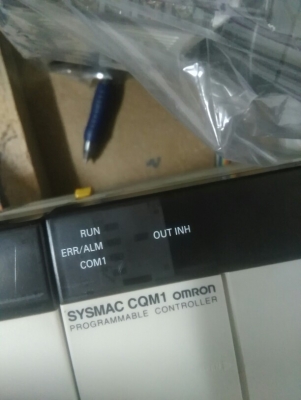 RUN
ERR/ALM OUT INH
COM1
SYSMAC CQM1 OMRON
PROGRAMMABLE CONTROLLER